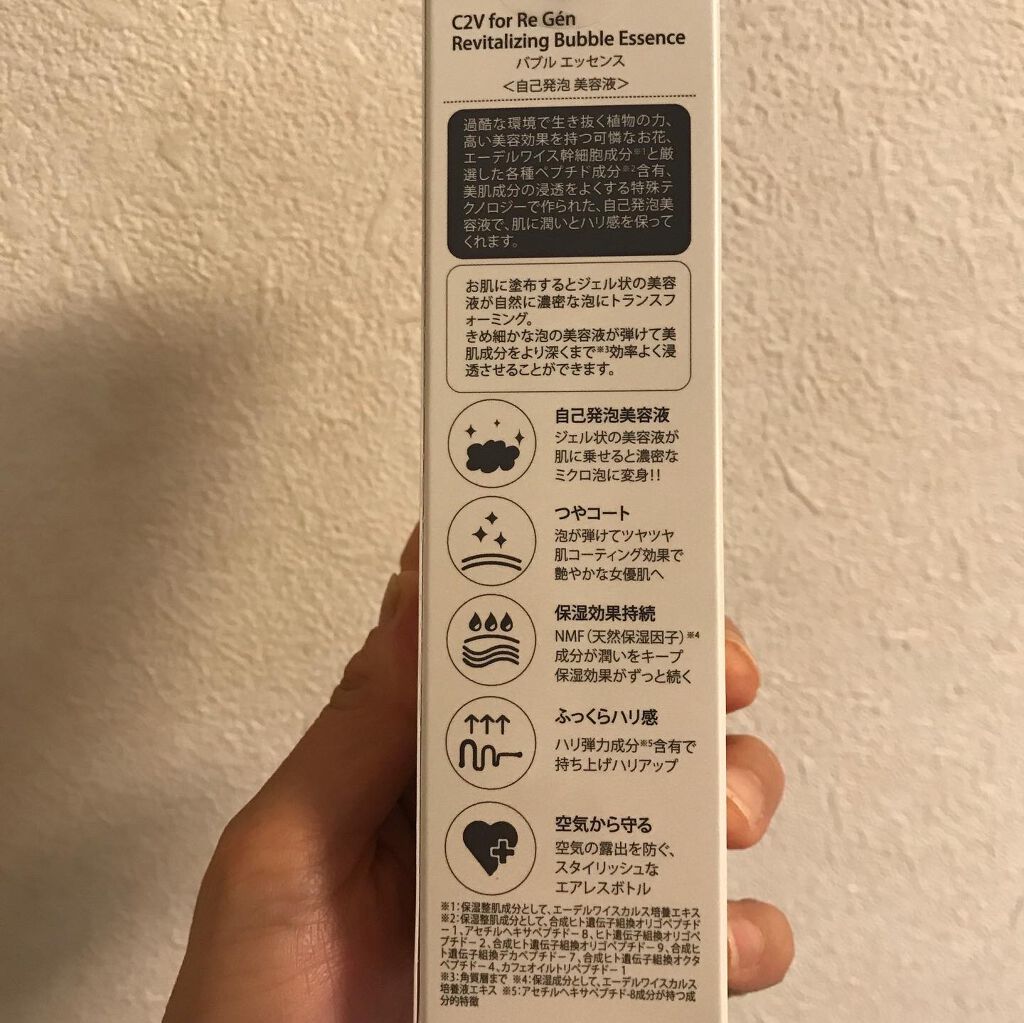 C2V for Re Gén
Revitalizing Bubble Essence
バブル エッセンス
＜自己発泡 美容液＞
過酷な環境で生き抜く植物の力、
高い美容効果を持つ可憐なお花、
エーデルワイス幹細胞成分※1と厳
選した各種ペプチド成分※2含有、
美肌成分の浸透をよくする特殊テ
クノロジーで作られた、自己発泡美
容液で、肌に潤いとハリ感を保って
くれます。
お肌に塗布するとジェル状の美容
液が自然に濃密な泡にトランスフ
ォーミング。
きめ細かな泡の美容液が弾けて美
肌成分をより深くまで※3効率よく浸
透させることができます。
自己発泡美容液
ジェル状の美容液が
肌に乗せると濃密な
ミクロ泡に変身!!
つやコート
泡が弾けてツヤツヤ
肌コーティング効果で
艶やかな女優肌へ
保湿効果持続
NMF（天然保湿因子）※4
成分が潤いをキープ
保湿効果がずっと続く
ふっくらハリ感
ハリ弾力成分※5含有で
持ち上げハリアップ
空気から守る
空気の露出を防ぐ、
スタイリッシュな
エアレスボトル
※1：保湿整肌成分として、エーデルワイスカルス培養エキス
※2：保湿整肌成分として、合成ヒト遺伝子組換オリゴペプチド
－1、アセチルヘキサペプチド－8、ヒト遺伝子組換オリゴペ
プチド－2、合成ヒト遺伝子組換オリゴペプチド－9、合成ヒ
ト遺伝子組換デカペプチド－7、合成ヒト遺伝子組換オクタ
ペプチド－4、カフェオイルトリペプチド－1
※3：角質層まで ※4：保湿成分として、エーデルワイスカルス
培養液エキス ※5：アセチルヘキサペプチド-8成分が持つ成
分的特徴